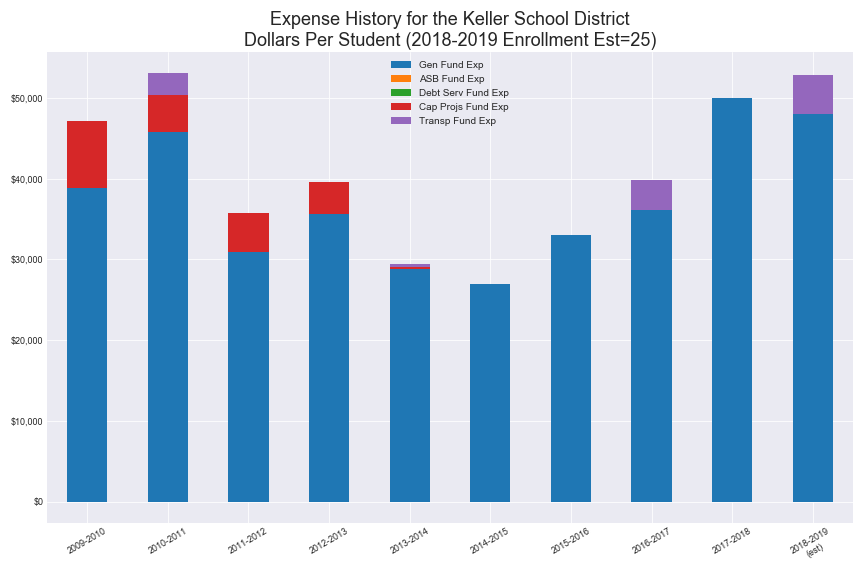 Expense History for the Keller School District
Dollars Per Student (2018-2019 Enrollment Est=25)
Gen Fund Exp
ASB Fund Exp
Debt Serv Fund Exp
Cap Projs Fund Exp
Transp Fund Exp
$50,000
$40,000
$30,000
$20,000
$10,000
$0
2009-2010
2010-2011
2011-2012
2012-2013
2013-2014
2014-2015
2015-2016
2016-2017
2017-2018
2018-2019
(est)